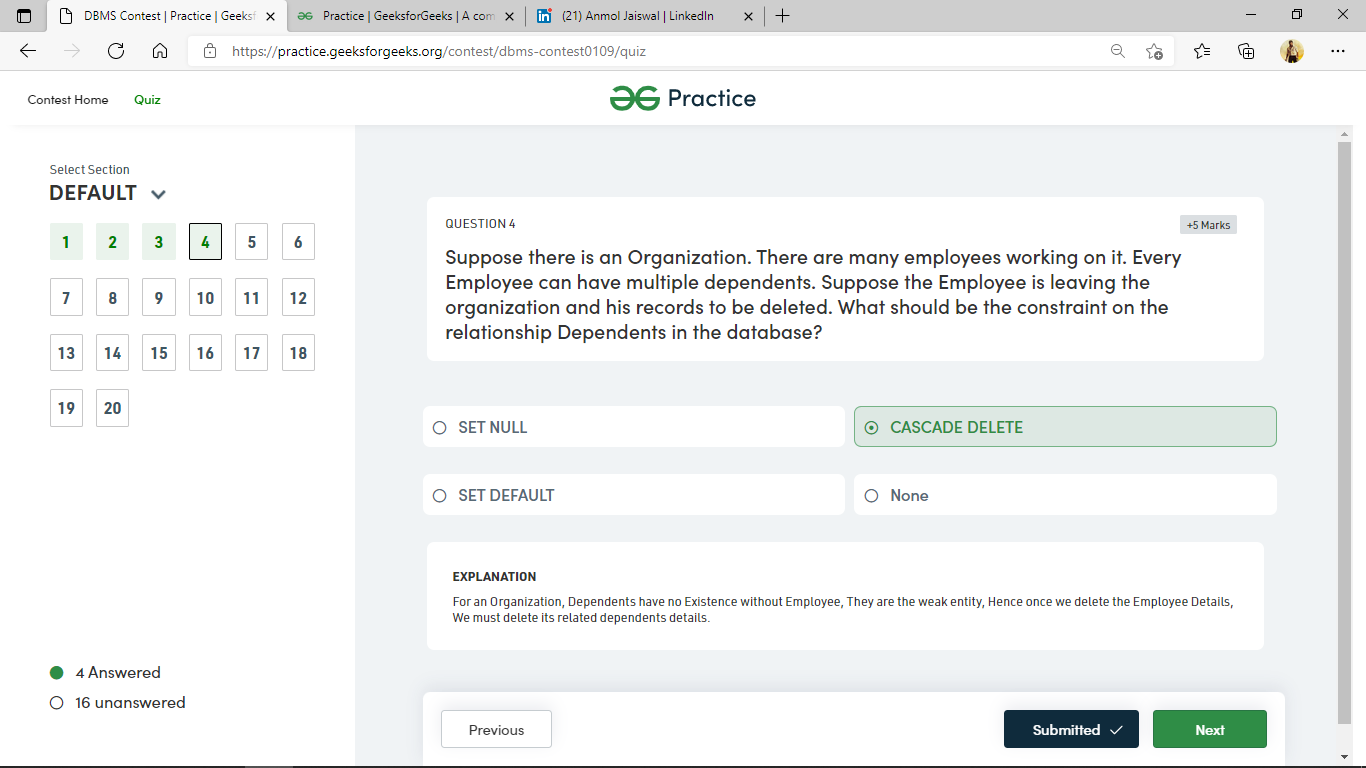 DBMS Contest | Practice | Geeksf
Practice | GeeksforGeeks | A com
(21) Anmol Jaiswal | LinkedIn
https://practice.geeksforgeeks.org/contest/dbms-contest0109/quiz
Contest Home Quiz
Practice
Select Section
DEFAULT
1 2 3 4 5 6
7 8 9 10 11 12
13 14 15 16 17 18
19 20
4 Answered
16 unanswered
QUESTION 4
+5 Marks
Suppose there is an Organization. There are many employees working on it. Every
Employee can have multiple dependents. Suppose the Employee is leaving the
organization and his records to be deleted. What should be the constraint on the
relationship Dependents in the database?
SET NULL
CASCADE DELETE
SET DEFAULT
None
EXPLANATION
For an Organization, Dependents have no Existence without Employee, They are the weak entity, Hence once we delete the Employee Details,
We must delete its related dependents details.
Previous
Submitted
Next